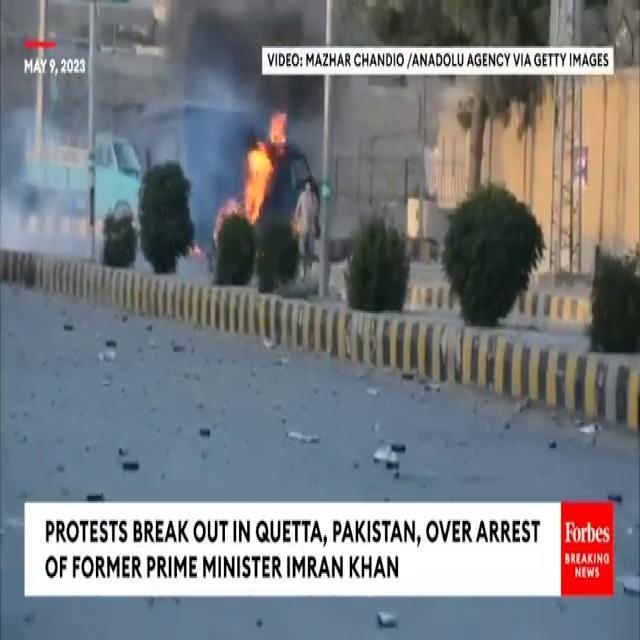 MAY 9, 2023
VIDEO: MAZHAR CHANDIO /ANADOLU AGENCY VIA GETTY IMAGES
PROTESTS BREAK OUT IN QUETTA, PAKISTAN, OVER ARREST
OF FORMER PRIME MINISTER IMRAN KHAN
Forbes
BREAKING
NEWS